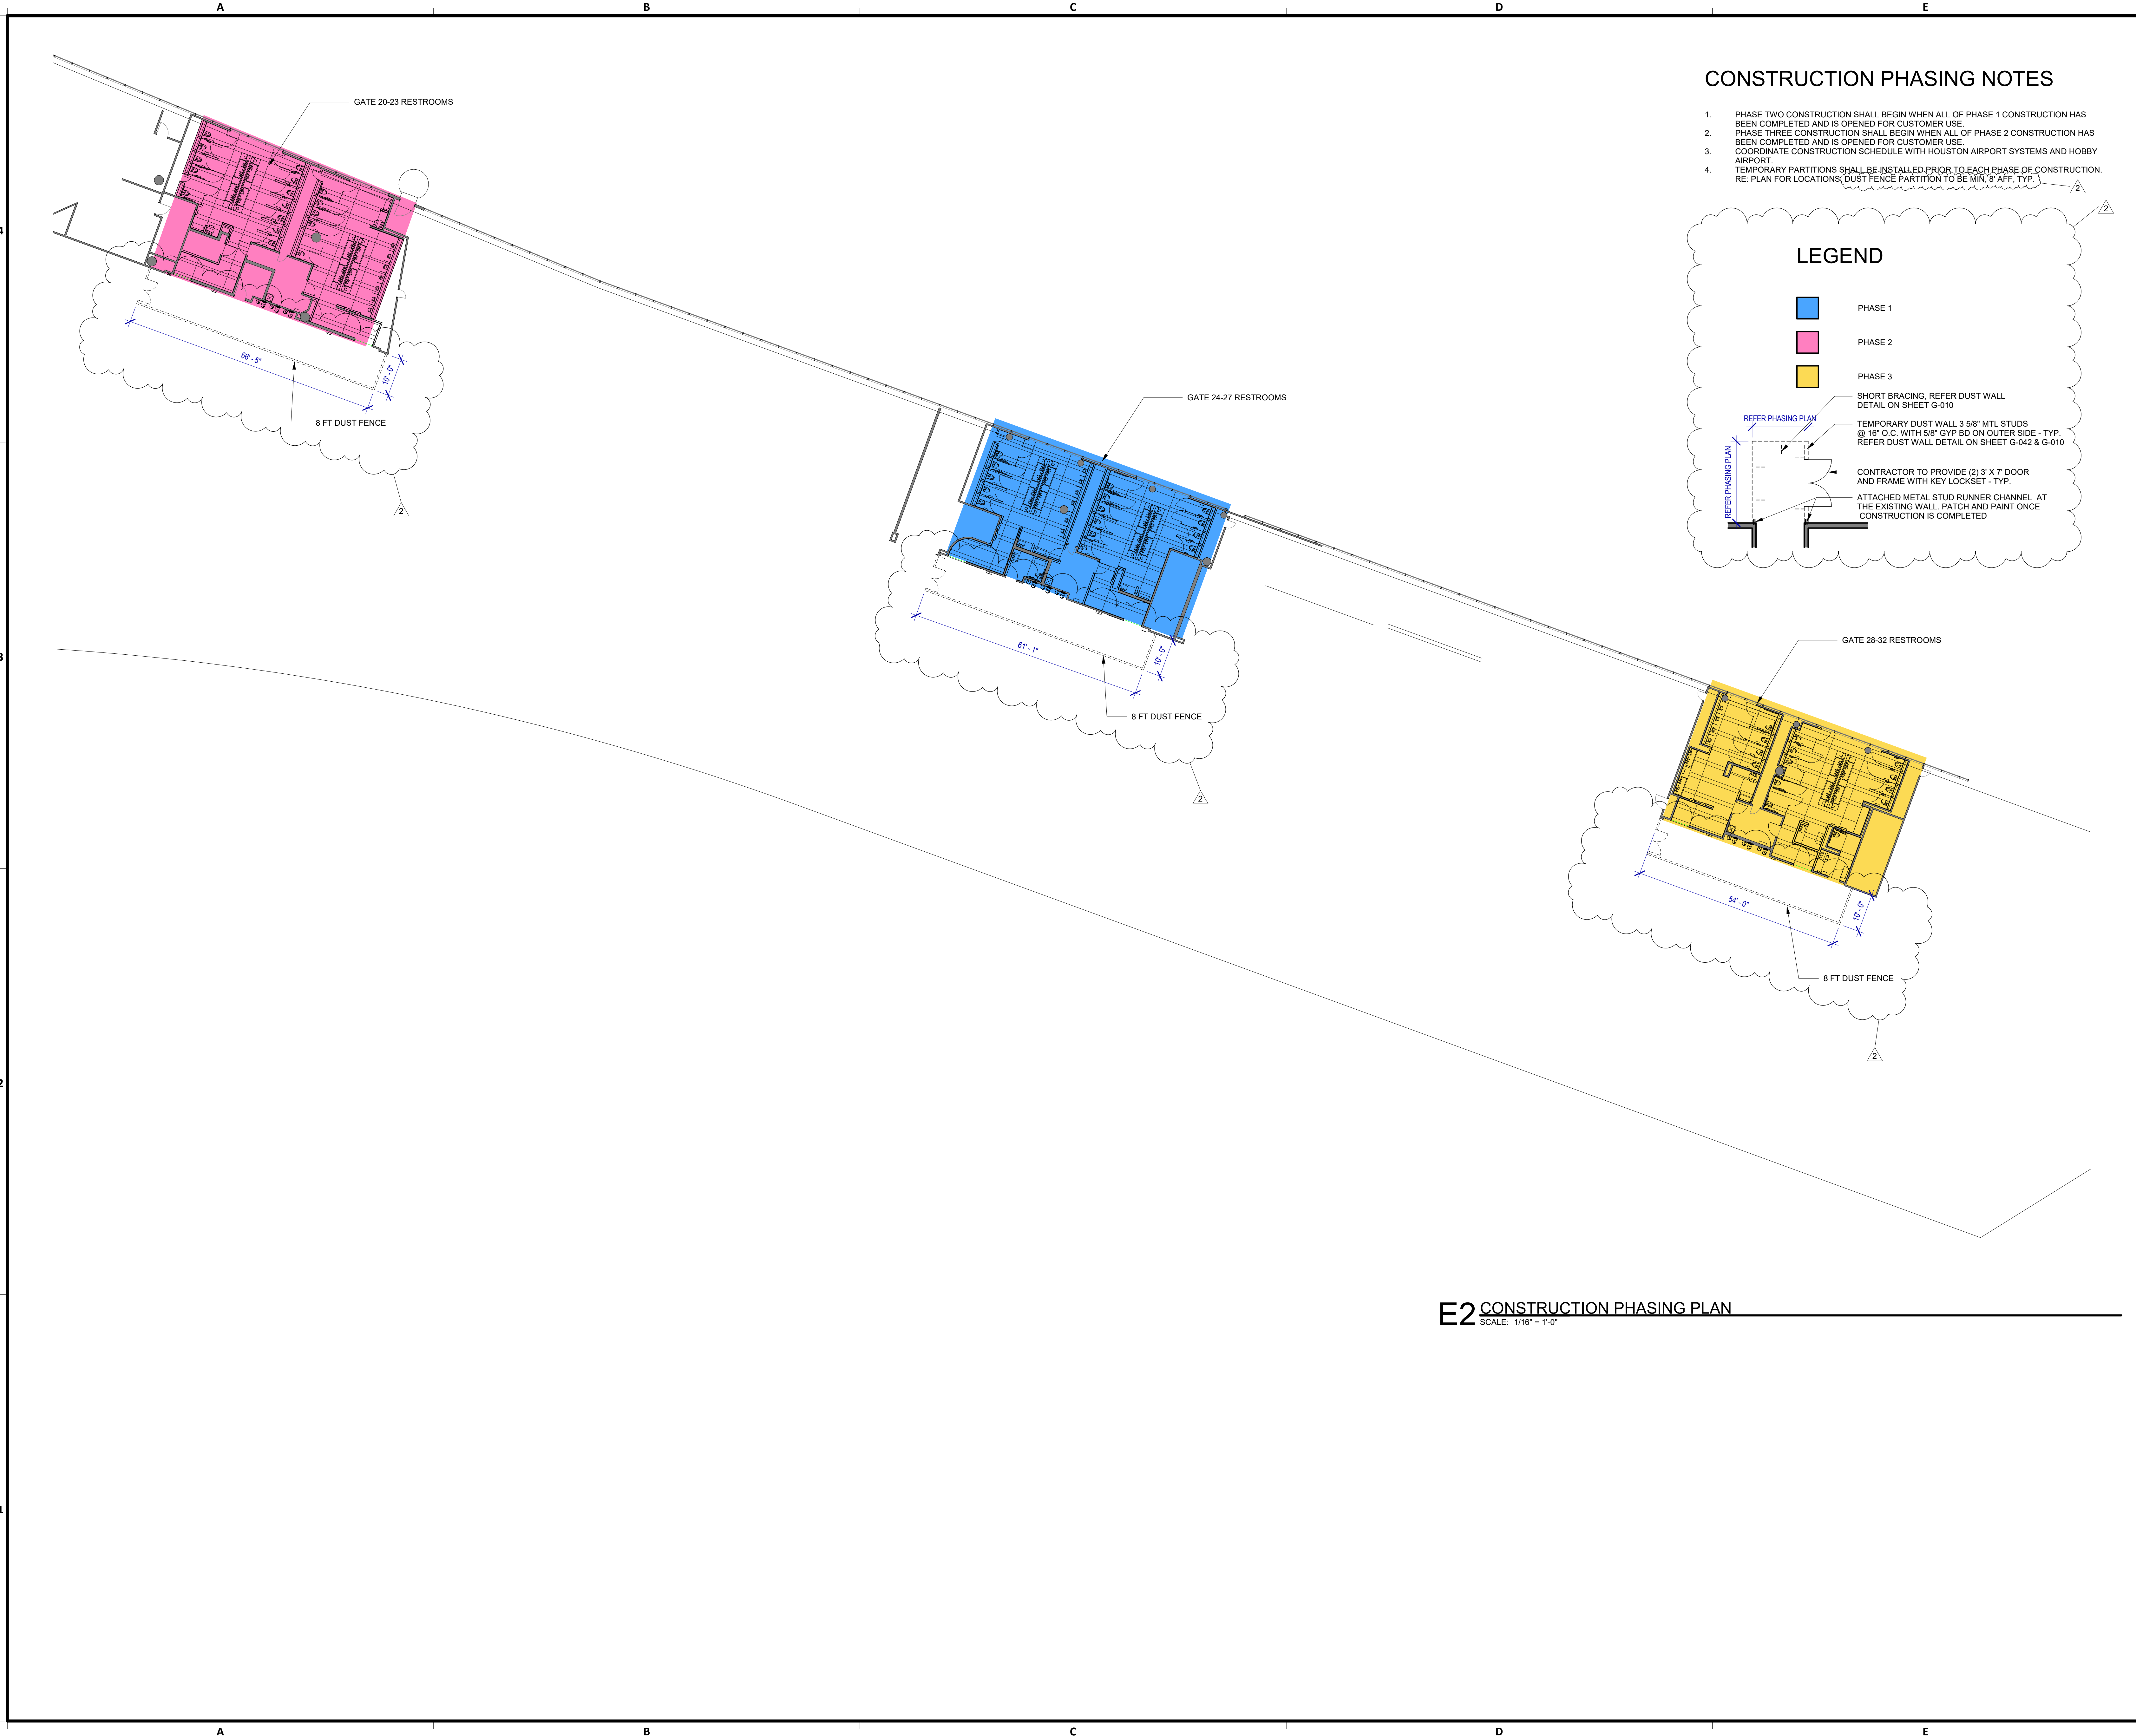 A B C D E
CONSTRUCTION PHASING NOTES
1. PHASE TWO CONSTRUCTION SHALL BEGIN WHEN ALL OF PHASE 1 CONSTRUCTION HAS
BEEN COMPLETED AND IS OPENED FOR CUSTOMER USE.
2. PHASE THREE CONSTRUCTION SHALL BEGIN WHEN ALL OF PHASE 2 CONSTRUCTION HAS
BEEN COMPLETED AND IS OPENED FOR CUSTOMER USE.
3. COORDINATE CONSTRUCTION SCHEDULE WITH HOUSTON AIRPORT SYSTEMS AND HOBBY
AIRPORT.
4. TEMPORARY PARTITIONS SHALL BE INSTALLED PRIOR TO EACH PHASE OF CONSTRUCTION.
RE: PLAN FOR LOCATIONS. DUST FENCE PARTITION TO BE MIN, 8' AFF, TYP.
2
2
LEGEND
PHASE 1
PHASE 2
PHASE 3
SHORT BRACING, REFER DUST WALL
DETAIL ON SHEET G-010
REFER PHASING PLAN
REFER PHASING PLAN
TEMPORARY DUST WALL 3 5/8" MTL STUDS
@ 16" O.C. WITH 5/8" GYP BD ON OUTER SIDE - TYP.
REFER DUST WALL DETAIL ON SHEET G-042 & G-010
CONTRACTOR TO PROVIDE (2) 3' X 7' DOOR
AND FRAME WITH KEY LOCKSET - TYP.
ATTACHED METAL STUD RUNNER CHANNEL AT
THE EXISTING WALL. PATCH AND PAINT ONCE
CONSTRUCTION IS COMPLETED
GATE 20-23 RESTROOMS
66' - 5"
10' - 0"
8 FT DUST FENCE
2
GATE 24-27 RESTROOMS
61' - 1"
10' - 0"
8 FT DUST FENCE
2
GATE 28-32 RESTROOMS
54' - 0"
10' - 0"
8 FT DUST FENCE
2
E2 CONSTRUCTION PHASING PLAN
SCALE: 1/16" = 1'-0"
A B C D E